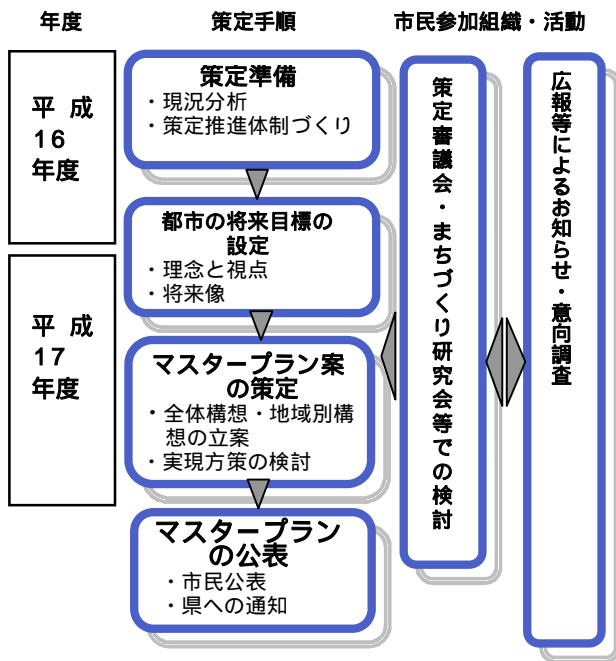 年度
策定手順
市民参加組織・活動
平 成
16
年度
平 成
17
年度
策定準備
・現況分析
・策定推進体制づくり
都市の将来目標の
設定
・理念と視点
・将来像
マスタープラン案
の策定
・全体構想・地域別構
想の立案
・実現方策の検討
マスタープラン
の公表
・市民公表
・県への通知
策定審議会・まちづくり研究会等での検討
広報等によるお知らせ・意向調査